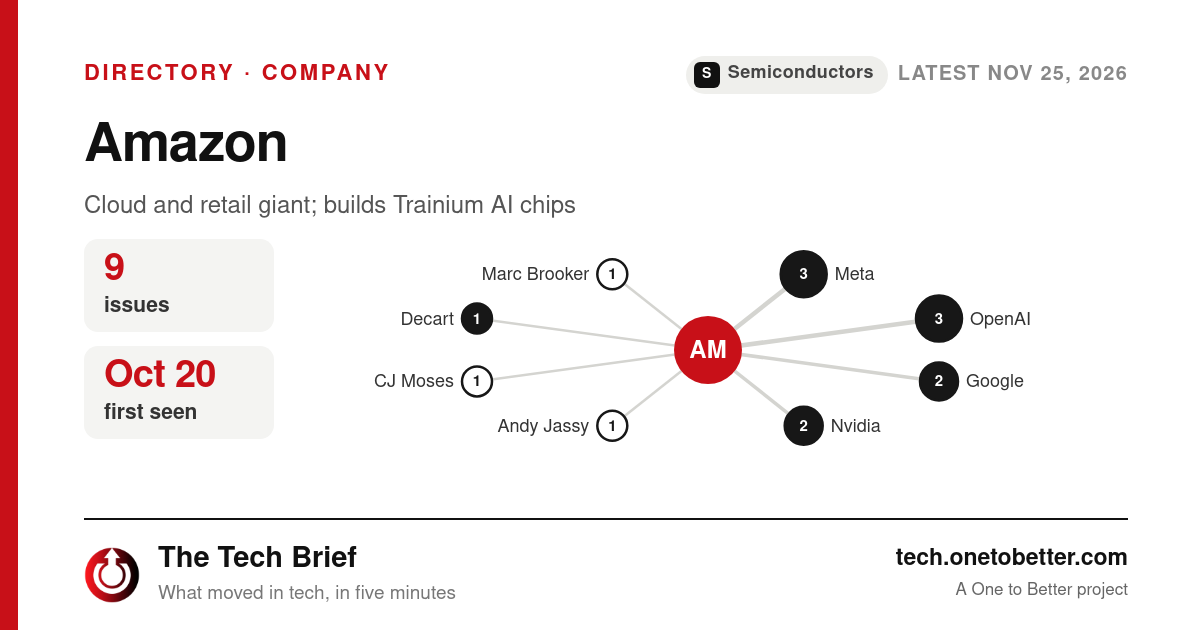 DIRECTORY · COMPANY
S Semiconductors LATEST NOV 25, 2026
Amazon
Cloud and retail giant; builds Trainium AI chips
9
issues
Oct 20
first seen
Marc Brooker 1
3 Meta
Decart 1
3 OpenAI
AM
CJ Moses 1
2 Google
Andy Jassy 1
2 Nvidia
The Tech Brief
What moved in tech, in five minutes
tech.onetobetter.com
A One to Better project